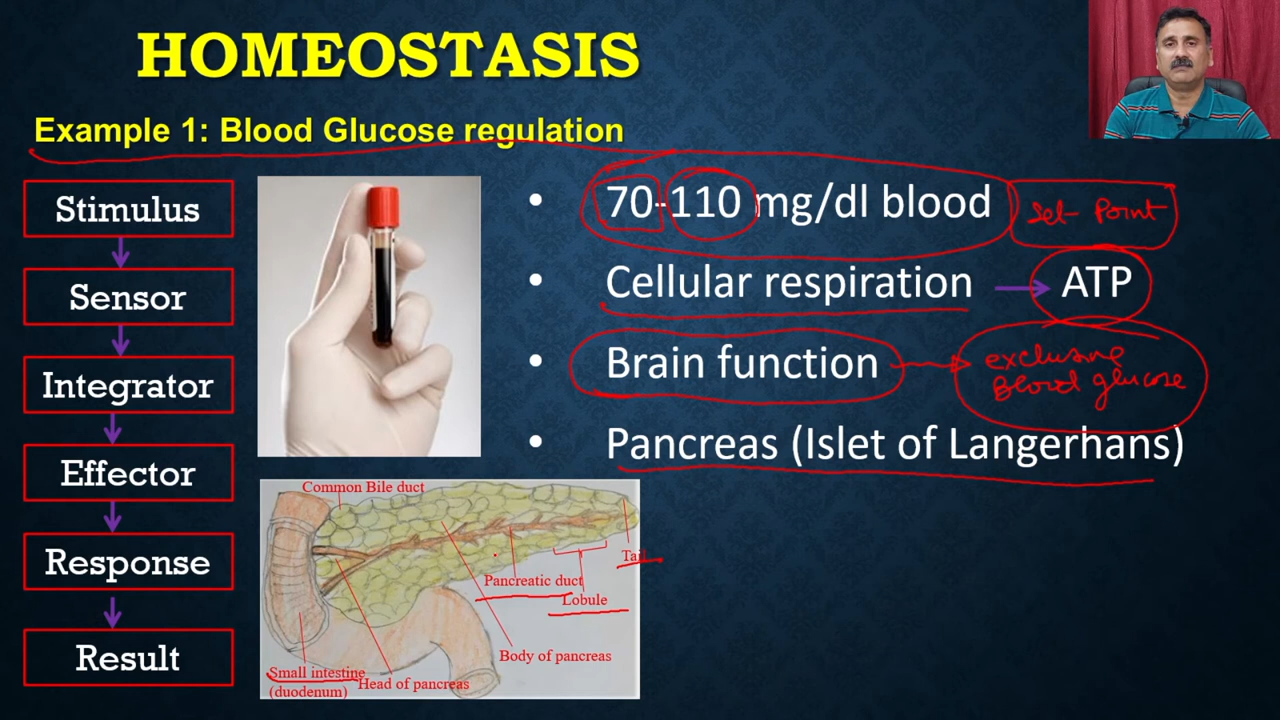 HOMEOSTASIS
Example 1: Blood Glucose regulation
Stimulus
Sensor
Integrator
Effector
Response
Result
• 70-110 mg/dl blood
Set-Point
• Cellular respiration
ATP
• Brain function
exclusive
Blood glucose
• Pancreas (Islet of Langerhans)
Common Bile duct
Tail
Pancreatic duct
Lobule
Body of pancreas
Small intestine
(duodenum)
Head of pancreas